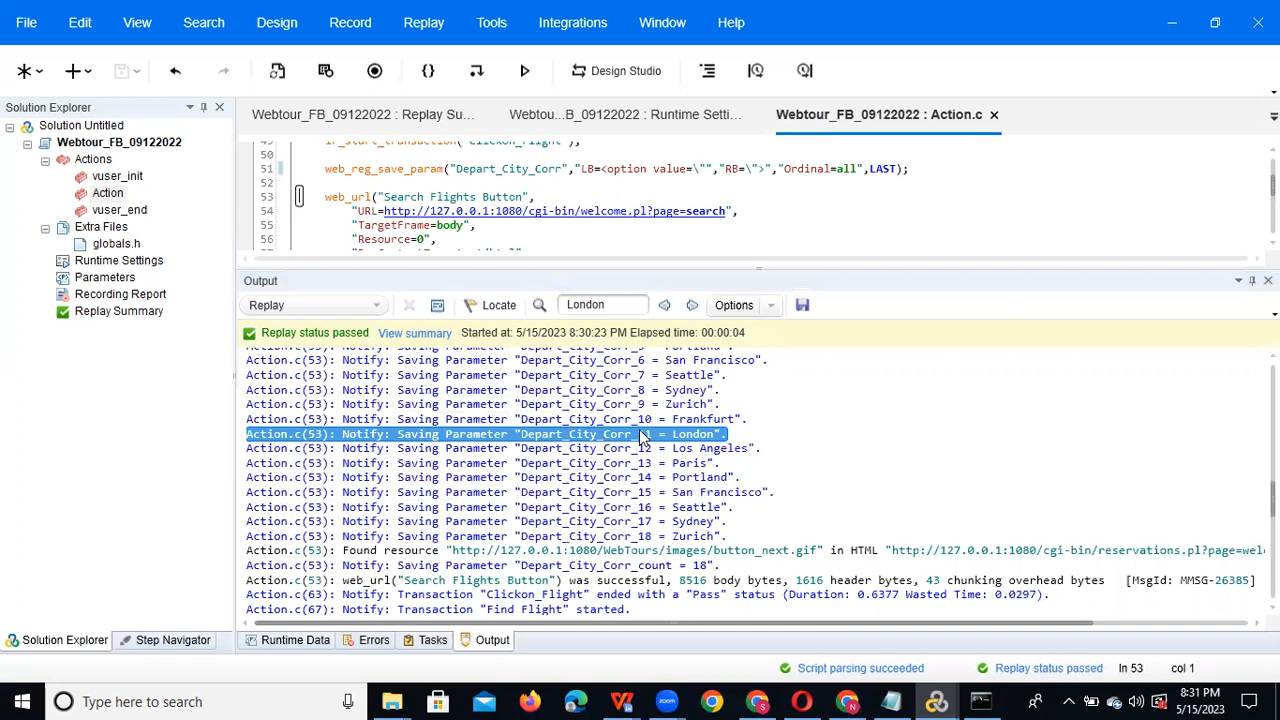 File Edit View Search Design Record Replay Tools Integrations Window Help
Design Studio
Solution Explorer
Webtour_FB_09122022 : Replay Su... Webtou...B_09122022 : Runtime Setti... Webtour_FB_09122022 : Action.c
Solution Untitled
Webtour_FB_09122022
Actions
vuser_init
Action
vuser_end
Extra Files
globals.h
Runtime Settings
Parameters
Recording Report
Replay Summary
50
51 web_reg_save_param("Depart_City_Corr","LB=<option value=\"","RB=\">","Ordinal=all",LAST);
52
53 web_url("Search Flights Button",
54 "URL=http://127.0.0.1:1080/cgi-bin/welcome.pl?page=search",
55 "TargetFrame=body",
56 "Resource=0",
Output
Replay Locate London Options
Replay status passed View summary Started at: 5/15/2023 8:30:23 PM Elapsed time: 00:00:04
Action.c(53): Notify: Saving Parameter "Depart_City_Corr_6 = San Francisco".
Action.c(53): Notify: Saving Parameter "Depart_City_Corr_7 = Seattle".
Action.c(53): Notify: Saving Parameter "Depart_City_Corr_8 = Sydney".
Action.c(53): Notify: Saving Parameter "Depart_City_Corr_9 = Zurich".
Action.c(53): Notify: Saving Parameter "Depart_City_Corr_10 = Frankfurt".
Action.c(53): Notify: Saving Parameter "Depart_City_Corr_11 = London".
Action.c(53): Notify: Saving Parameter "Depart_City_Corr_12 = Los Angeles".
Action.c(53): Notify: Saving Parameter "Depart_City_Corr_13 = Paris".
Action.c(53): Notify: Saving Parameter "Depart_City_Corr_14 = Portland".
Action.c(53): Notify: Saving Parameter "Depart_City_Corr_15 = San Francisco".
Action.c(53): Notify: Saving Parameter "Depart_City_Corr_16 = Seattle".
Action.c(53): Notify: Saving Parameter "Depart_City_Corr_17 = Sydney".
Action.c(53): Notify: Saving Parameter "Depart_City_Corr_18 = Zurich".
Action.c(53): Found resource "http://127.0.0.1:1080/WebTours/images/button_next.gif" in HTML "http://127.0.0.1:1080/cgi-bin/reservations.pl?page=welc
Action.c(53): Notify: Saving Parameter "Depart_City_Corr_count = 18".
Action.c(53): web_url("Search Flights Button") was successful, 8516 body bytes, 1616 header bytes, 43 chunking overhead bytes [MsgId: MMSG-26385]
Action.c(63): Notify: Transaction "Clickon_Flight" ended with a "Pass" status (Duration: 0.6377 Wasted Time: 0.0297).
Action.c(67): Notify: Transaction "Find Flight" started.
Solution Explorer Step Navigator Runtime Data Errors Tasks Output
Script parsing succeeded Replay status passed ln 53 col 1
Type here to search
8:31 PM
5/15/2023